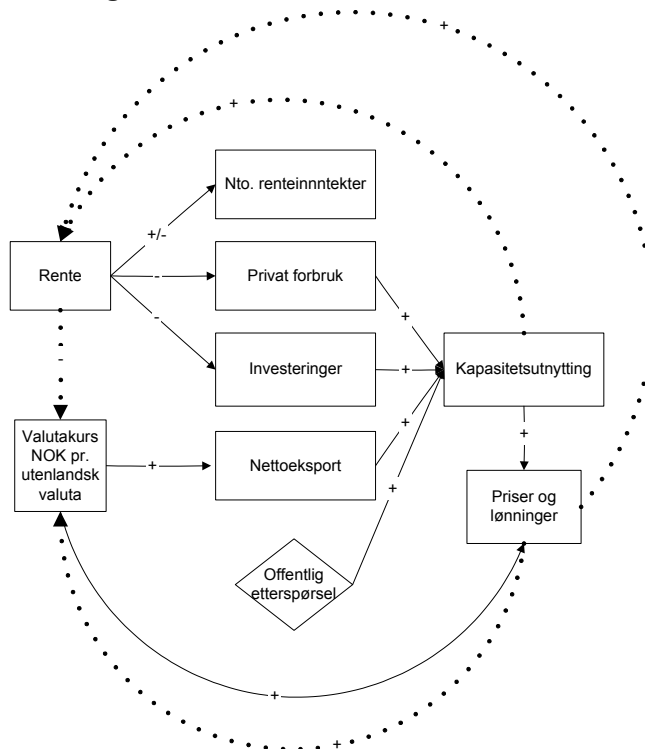 +
+
Nto. renteinnntekter
+/-
Rente
-
Privat forbruk
-
+
Investeringer
+
Kapasitetsutnytting
-
+
Valutakurs
NOK pr.
utenlandsk
valuta
+
Nettoeksport
+
+
Priser og
lønninger
Offentlig
etterspørsel
+
+